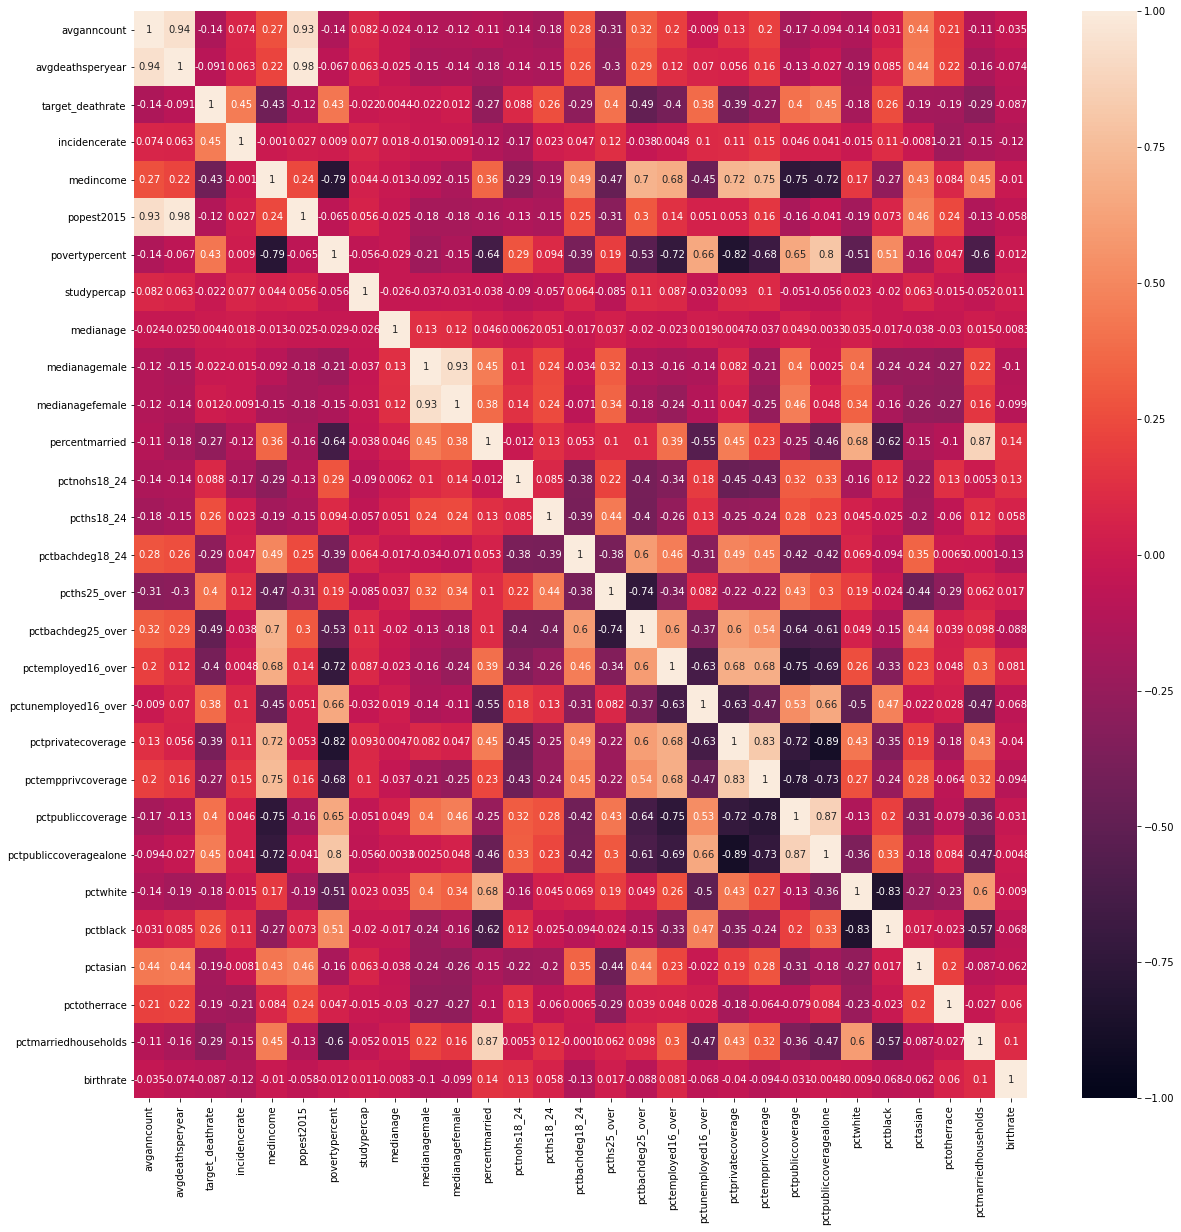 avganncount 1 0.94 -0.14 0.074 0.27 0.93 -0.14 0.082 -0.024 -0.12 -0.12 -0.11 -0.14 -0.18 0.28 -0.31 0.32 0.2 -0.009 0.13 0.2 -0.17 -0.094 -0.14 0.031 0.44 0.21 -0.11 -0.035
avgdeathsperyear 0.94 1 -0.091 0.063 0.22 0.98 -0.067 0.063 -0.025 -0.15 -0.14 -0.18 -0.14 -0.15 0.26 -0.3 0.29 0.12 0.07 0.056 0.16 -0.13 -0.027 -0.19 0.085 0.44 0.22 -0.16 -0.074
target_deathrate -0.14 -0.091 1 0.45 -0.43 -0.12 0.43 -0.022 0.0044 -0.022 0.012 -0.27 0.088 0.26 -0.29 0.4 -0.49 -0.4 0.38 -0.39 -0.27 0.4 0.45 -0.18 0.26 -0.19 -0.19 -0.29 -0.087
incidencerate 0.074 0.063 0.45 1 -0.001 0.027 0.009 0.077 0.018 -0.015 -0.0091 -0.12 -0.17 0.023 0.047 0.12 -0.038 0.0048 0.1 0.11 0.15 0.046 0.041 -0.015 0.11 -0.0081 -0.21 -0.15 -0.12
medincome 0.27 0.22 -0.43 -0.001 1 0.24 -0.79 0.044 -0.013 -0.092 -0.15 0.36 -0.29 -0.19 0.49 -0.47 0.7 0.68 -0.45 0.72 0.75 -0.75 -0.72 0.17 -0.27 0.43 0.084 0.45 -0.01
popest2015 0.93 0.98 -0.12 0.027 0.24 1 -0.065 0.056 -0.025 -0.18 -0.18 -0.16 -0.13 -0.15 0.25 -0.31 0.3 0.14 0.051 0.053 0.16 -0.16 -0.041 -0.19 0.073 0.46 0.24 -0.13 -0.058
povertypercent -0.14 -0.067 0.43 0.009 -0.79 -0.065 1 -0.056 -0.029 -0.21 -0.15 -0.64 0.29 0.094 -0.39 0.19 -0.53 -0.72 0.66 -0.82 -0.68 0.65 0.8 -0.51 0.51 -0.16 0.047 -0.6 -0.012
studypercap 0.082 0.063 -0.022 0.077 0.044 0.056 -0.056 1 -0.026 -0.037 -0.031 -0.038 -0.09 -0.057 0.064 -0.085 0.11 0.087 -0.032 0.093 0.1 -0.051 -0.056 0.023 -0.02 0.063 -0.015 -0.052 0.011
medianage -0.024 -0.025 0.0044 0.018 -0.013 -0.025 -0.029 -0.026 1 0.13 0.12 0.046 0.0062 0.051 -0.017 0.037 -0.02 -0.023 0.019 0.0047 -0.037 0.049 -0.0033 0.035 -0.017 -0.038 -0.03 0.015 -0.0083
medianagemale -0.12 -0.15 -0.022 -0.015 -0.092 -0.18 -0.21 -0.037 0.13 1 0.93 0.45 0.1 0.24 -0.034 0.32 -0.13 -0.16 -0.14 0.082 -0.21 0.4 0.0025 0.4 -0.24 -0.24 -0.27 0.22 -0.1
medianagefemale -0.12 -0.14 0.012 -0.0091 -0.15 -0.18 -0.15 -0.031 0.12 0.93 1 0.38 0.14 0.24 -0.071 0.34 -0.18 -0.24 -0.11 0.047 -0.25 0.46 0.048 0.34 -0.16 -0.26 -0.27 0.16 -0.099
percentmarried -0.11 -0.18 -0.27 -0.12 0.36 -0.16 -0.64 -0.038 0.046 0.45 0.38 1 -0.012 0.13 0.053 0.1 0.1 0.39 -0.55 0.45 0.23 -0.25 -0.46 0.68 -0.62 -0.15 -0.1 0.87 0.14
pctnohs18_24 -0.14 -0.14 0.088 -0.17 -0.29 -0.13 0.29 -0.09 0.0062 0.1 0.14 -0.012 1 0.085 -0.38 0.22 -0.4 -0.34 0.18 -0.45 -0.43 0.32 0.33 -0.16 0.12 -0.22 0.13 0.0053 0.13
pcths18_24 -0.18 -0.15 0.26 0.023 -0.19 -0.15 0.094 -0.057 0.051 0.24 0.24 0.13 0.085 1 -0.39 0.44 -0.4 -0.26 0.13 -0.25 -0.24 0.28 0.23 0.045 -0.025 -0.2 -0.06 0.12 0.058
pctbachdeg18_24 0.28 0.26 -0.29 0.047 0.49 0.25 -0.39 0.064 -0.017 -0.034 -0.071 0.053 -0.38 -0.39 1 -0.38 0.6 0.46 -0.31 0.49 0.45 -0.42 -0.42 0.069 -0.094 0.35 0.0065 -0.0001 -0.13
pcths25_over -0.31 -0.3 0.4 0.12 -0.47 -0.31 0.19 -0.085 0.037 0.32 0.34 0.1 0.22 0.44 -0.38 1 -0.74 -0.34 0.082 -0.22 -0.22 0.43 0.3 0.19 -0.024 -0.44 -0.29 0.062 0.017
pctbachdeg25_over 0.32 0.29 -0.49 -0.038 0.7 0.3 -0.53 0.11 -0.02 -0.13 -0.18 0.1 -0.4 -0.4 0.6 -0.74 1 0.6 -0.37 0.6 0.54 -0.64 -0.61 0.049 -0.15 0.44 0.039 0.098 -0.088
pctemployed16_over 0.2 0.12 -0.4 0.0048 0.68 0.14 -0.72 0.087 -0.023 -0.16 -0.24 0.39 -0.34 -0.26 0.46 -0.34 0.6 1 -0.63 0.68 0.68 -0.75 -0.69 0.26 -0.33 0.23 0.048 0.3 0.081
pctunemployed16_over -0.009 0.07 0.38 0.1 -0.45 0.051 0.66 -0.032 0.019 -0.14 -0.11 -0.55 0.18 0.13 -0.31 0.082 -0.37 -0.63 1 -0.63 -0.47 0.53 0.66 -0.5 0.47 -0.022 0.028 -0.47 -0.068
pctprivatecoverage 0.13 0.056 -0.39 0.11 0.72 0.053 -0.82 0.093 0.0047 0.082 0.047 0.45 -0.45 -0.25 0.49 -0.22 0.6 0.68 -0.63 1 0.83 -0.72 -0.89 0.43 -0.35 0.19 -0.18 0.43 -0.04
pctempprivcoverage 0.2 0.16 -0.27 0.15 0.75 0.16 -0.68 0.1 -0.037 -0.21 -0.25 0.23 -0.43 -0.24 0.45 -0.22 0.54 0.68 -0.47 0.83 1 -0.78 -0.73 0.27 -0.24 0.28 -0.064 0.32 -0.094
pctpubliccoverage -0.17 -0.13 0.4 0.046 -0.75 -0.16 0.65 -0.051 0.049 0.4 0.46 -0.25 0.32 0.28 -0.42 0.43 -0.64 -0.75 0.53 -0.72 -0.78 1 0.87 -0.13 0.2 -0.31 -0.079 -0.36 -0.031
pctpubliccoveragealone -0.094 -0.027 0.45 0.041 -0.72 -0.041 0.8 -0.056 -0.0033 0.0025 0.048 -0.46 0.33 0.23 -0.42 0.3 -0.61 -0.69 0.66 -0.89 -0.73 0.87 1 -0.36 0.33 -0.18 0.084 -0.47 -0.0048
pctwhite -0.14 -0.19 -0.18 -0.015 0.17 -0.19 -0.51 0.023 0.035 0.4 0.34 0.68 -0.16 0.045 0.069 0.19 0.049 0.26 -0.5 0.43 0.27 -0.13 -0.36 1 -0.83 -0.27 -0.23 0.6 -0.009
pctblack 0.031 0.085 0.26 0.11 -0.27 0.073 0.51 -0.02 -0.017 -0.24 -0.16 -0.62 0.12 -0.025 -0.094 -0.024 -0.15 -0.33 0.47 -0.35 -0.24 0.2 0.33 -0.83 1 0.017 -0.023 -0.57 -0.068
pctasian 0.44 0.44 -0.19 -0.0081 0.43 0.46 -0.16 0.063 -0.038 -0.24 -0.26 -0.15 -0.22 -0.2 0.35 -0.44 0.44 0.23 -0.022 0.19 0.28 -0.31 -0.18 -0.27 0.017 1 0.2 -0.087 -0.062
pctotherrace 0.21 0.22 -0.19 -0.21 0.084 0.24 0.047 -0.015 -0.03 -0.27 -0.27 -0.1 0.13 -0.06 0.0065 -0.29 0.039 0.048 0.028 -0.18 -0.064 -0.079 0.084 -0.23 -0.023 0.2 1 -0.027 0.06
pctmarriedhouseholds -0.11 -0.16 -0.29 -0.15 0.45 -0.13 -0.6 -0.052 0.015 0.22 0.16 0.87 0.0053 0.12 -0.0001 0.062 0.098 0.3 -0.47 0.43 0.32 -0.36 -0.47 0.6 -0.57 -0.087 -0.027 1 0.1
birthrate -0.035 -0.074 -0.087 -0.12 -0.01 -0.058 -0.012 0.011 -0.0083 -0.1 -0.099 0.14 0.13 0.058 -0.13 0.017 -0.088 0.081 -0.068 -0.04 -0.094 -0.031 -0.0048 -0.009 -0.068 -0.062 0.06 0.1 1
avganncount
avgdeathsperyear
target_deathrate
incidencerate
medincome
popest2015
povertypercent
studypercap
medianage
medianagemale
medianagefemale
percentmarried
pctnohs18_24
pcths18_24
pctbachdeg18_24
pcths25_over
pctbachdeg25_over
pctemployed16_over
pctunemployed16_over
pctprivatecoverage
pctempprivcoverage
pctpubliccoverage
pctpubliccoveragealone
pctwhite
pctblack
pctasian
pctotherrace
pctmarriedhouseholds
birthrate
1.00
0.75
0.50
0.25
0.00
−0.25
−0.50
−0.75
−1.00